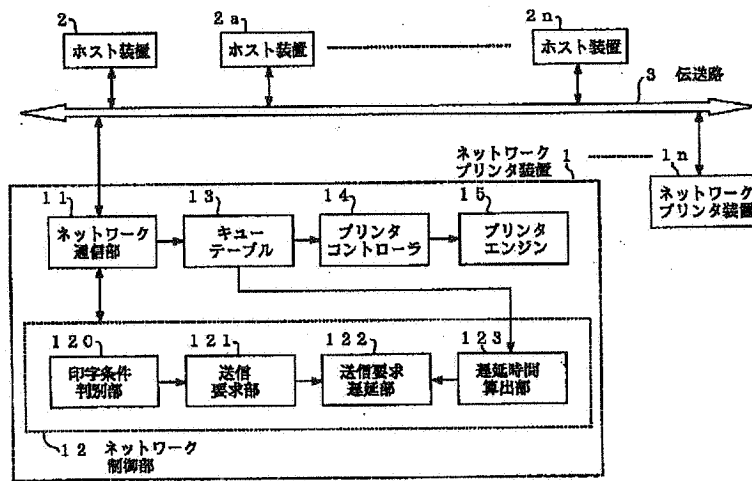 2
2a
2n
ホスト装置
ホスト装置
ホスト装置
3 伝送路
ネットワーク
プリンタ装置
1
1n
ネットワーク
プリンタ装置
11
13
14
15
ネットワーク
通信部
キュー
テーブル
プリンタ
コントローラ
プリンタ
エンジン
120
121
122
123
印字条件
判別部
送信
要求部
送信要求
遅延部
遅延時間
算出部
12 ネットワーク
制御部